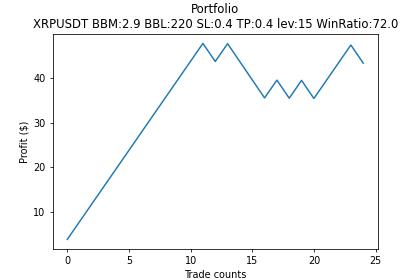 Portfolio
XRPUSDT BBM:2.9 BBL:220 SL:0.4 TP:0.4 lev:15 WinRatio:72.0
Profit ($)
40
30
20
10
0 5 10 15 20 25
Trade counts